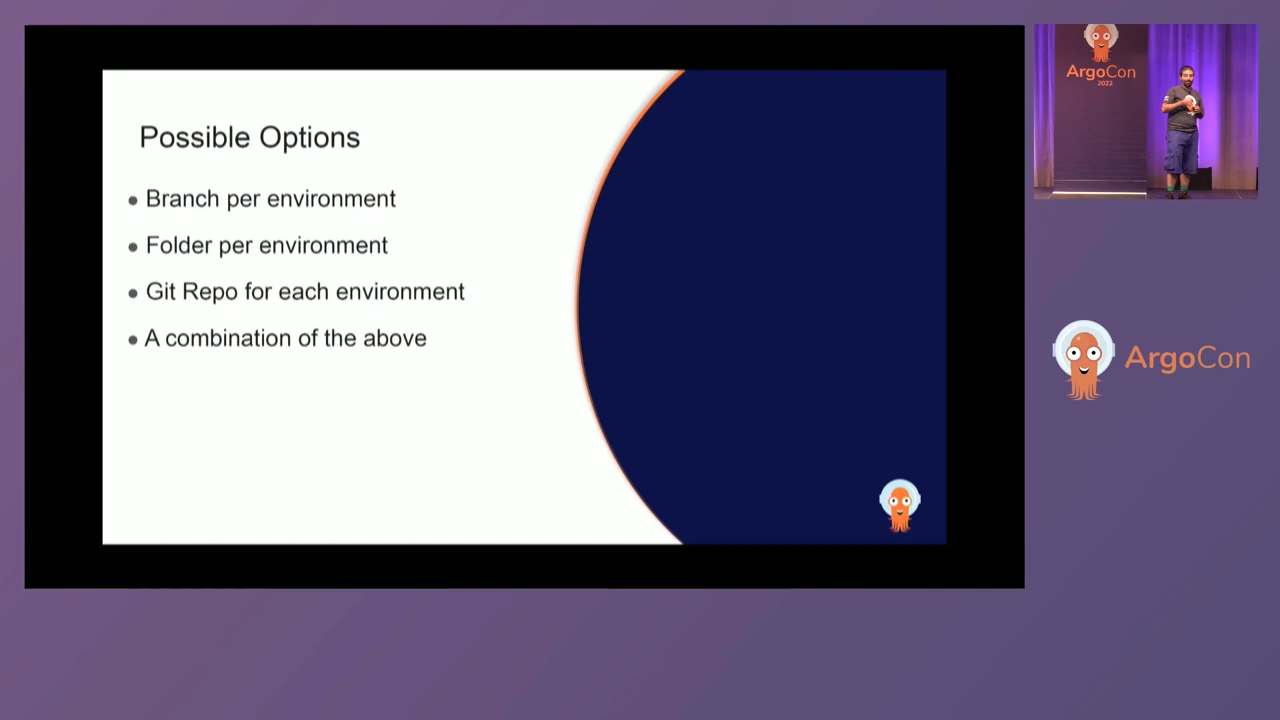 Possible Options
Branch per environment
Folder per environment
Git Repo for each environment
A combination of the above
ArgoCon
2022
ArgoCon